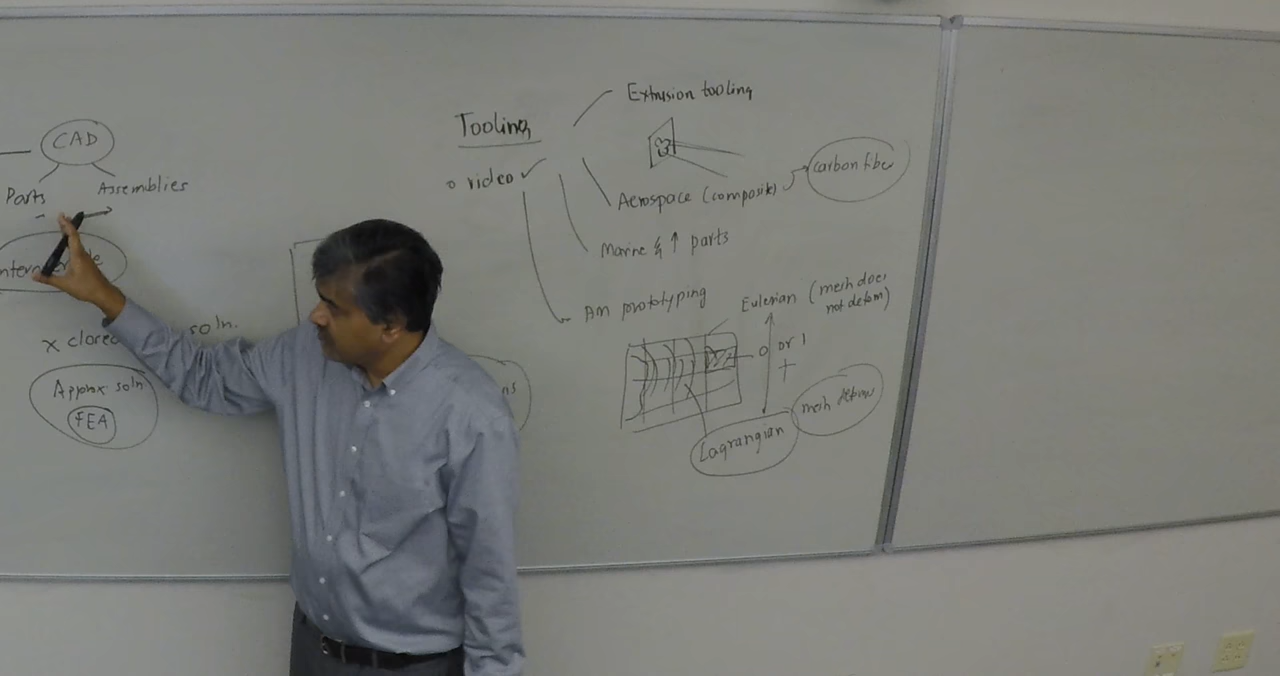 CAD
Parts
Assemblies
x closed
soln.
Approx soln
FEA
Tooling
o video ✓
Extrusion tooling
Aerospace (composite)
carbon fiber
Marine & ↑ parts
AM prototyping
Eulerian (mesh does
not deform)
0 or 1
+
Lagrangian
mesh deforms